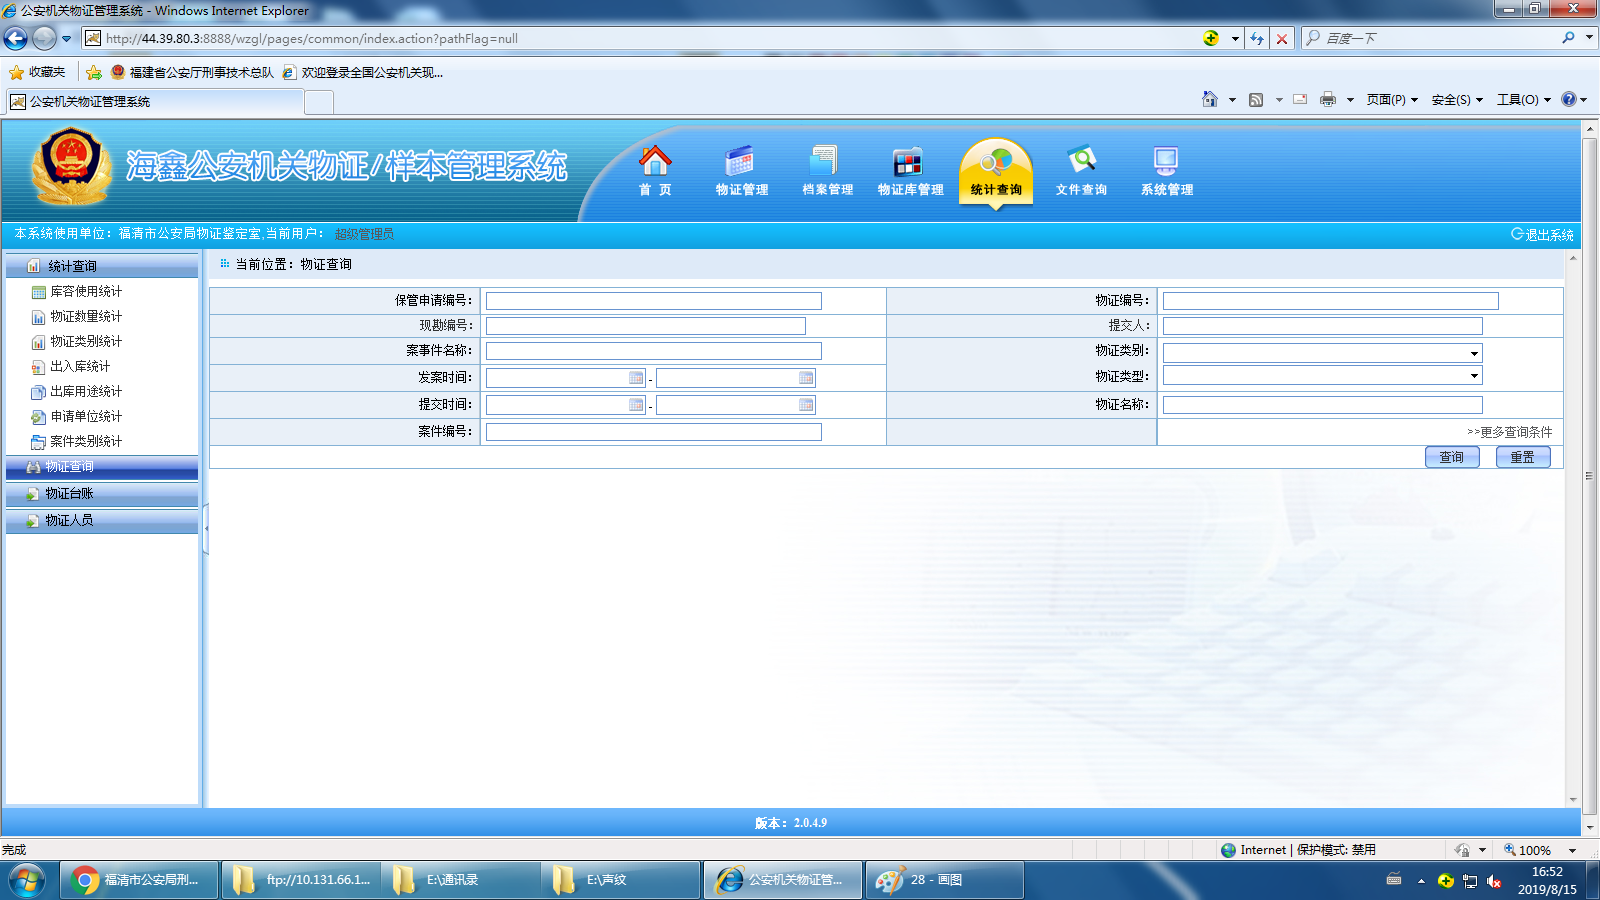 公安机关物证管理系统 - Windows Internet Explorer
http://44.39.80.3:8888/wzgl/pages/common/index.action?pathFlag=null
百度一下
收藏夹 福建省公安厅刑事技术总队 欢迎登录全国公安机关现...
公安机关物证管理系统
页面(P) 安全(S) 工具(O)
海鑫公安机关物证/样本管理系统
首 页 物证管理 档案管理 物证库管理 统计查询 文件查询 系统管理
本系统使用单位：福清市公安局物证鉴定室,当前用户： 超级管理员
退出系统
统计查询
库容使用统计
物证数量统计
物证类别统计
出入库统计
出库用途统计
申请单位统计
案件类别统计
物证查询
物证台账
物证人员
当前位置：物证查询
保管申请编号： 物证编号：
现勘编号： 提交人：
案事件名称： 物证类别：
发案时间： - 物证类型：
提交时间： - 物证名称：
案件编号： >>更多查询条件
查询 重置
版本：2.0.4.9
完成
Internet | 保护模式: 禁用
100%
福清市公安局刑...
ftp://10.131.66.1...
E:\通讯录
E:\声纹
公安机关物证管...
28 - 画图
16:52
2019/8/15